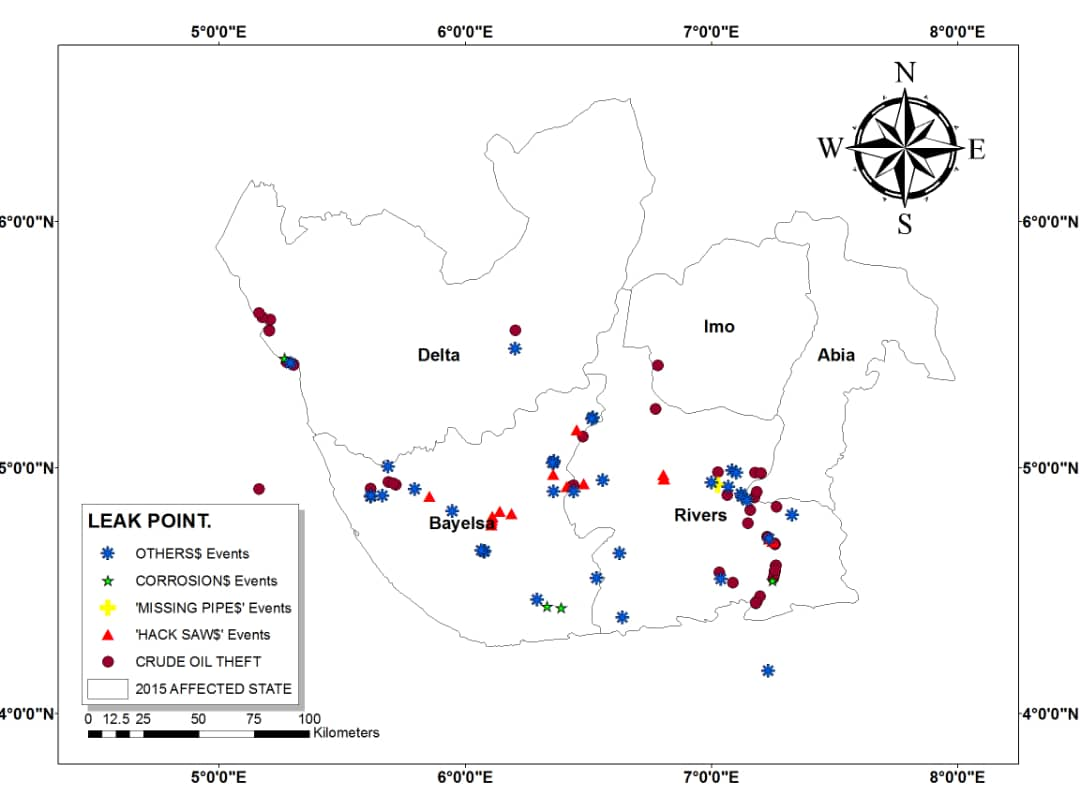 5°0'0"E 6°0'0"E 7°0'0"E 8°0'0"E
N
W E
S
6°0'0"N 6°0'0"N
Imo
Delta Abia
5°0'0"N 5°0'0"N
Bayelsa Rivers
LEAK POINT.
OTHERS$ Events
CORROSION$ Events
'MISSING PIPE$' Events
'HACK SAW$' Events
CRUDE OIL THEFT
2015 AFFECTED STATE
4°0'0"N 4°0'0"N
0 12.5 25 50 75 100
Kilometers
5°0'0"E 6°0'0"E 7°0'0"E 8°0'0"E